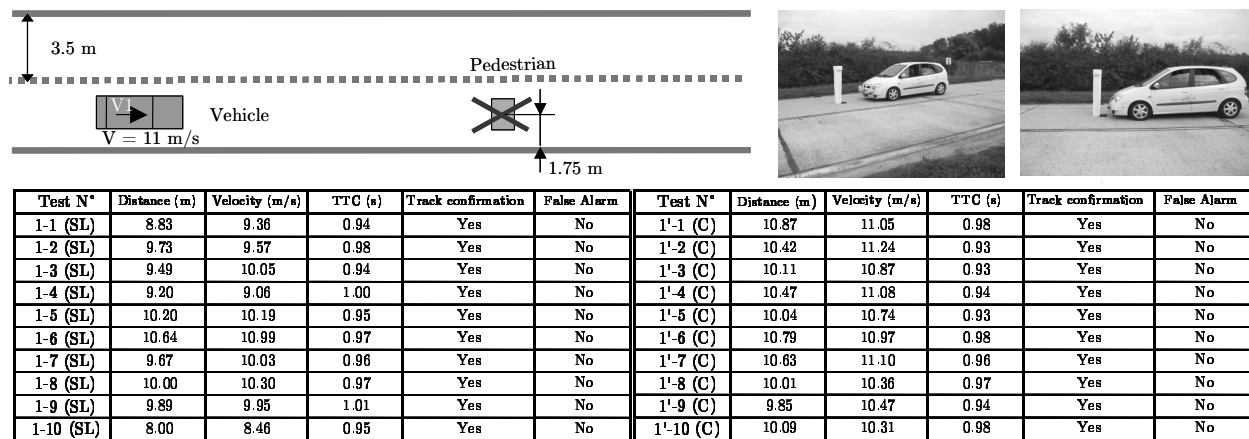 3.5 m
Pedestrian
V1
Vehicle
V = 11 m/s
1.75 m
Test N° Distance (m) Velocity (m/s) TTC (s) Track confirmation False Alarm Test N° Distance (m) Velocity (m/s) TTC (s) Track confirmation False Alarm
1-1 (SL) 8.83 9.36 0.94 Yes No 1'-1 (C) 10.87 11.05 0.98 Yes No
1-2 (SL) 9.73 9.57 0.98 Yes No 1'-2 (C) 10.42 11.24 0.93 Yes No
1-3 (SL) 9.49 10.05 0.94 Yes No 1'-3 (C) 10.11 10.87 0.93 Yes No
1-4 (SL) 9.20 9.06 1.00 Yes No 1'-4 (C) 10.47 11.08 0.94 Yes No
1-5 (SL) 10.20 10.19 0.95 Yes No 1'-5 (C) 10.04 10.74 0.93 Yes No
1-6 (SL) 10.64 10.99 0.97 Yes No 1'-6 (C) 10.79 10.97 0.98 Yes No
1-7 (SL) 9.67 10.03 0.96 Yes No 1'-7 (C) 10.63 11.10 0.96 Yes No
1-8 (SL) 10.00 10.30 0.97 Yes No 1'-8 (C) 10.01 10.36 0.97 Yes No
1-9 (SL) 9.89 9.95 1.01 Yes No 1'-9 (C) 9.85 10.47 0.94 Yes No
1-10 (SL) 8.00 8.46 0.95 Yes No 1'-10 (C) 10.09 10.31 0.98 Yes No